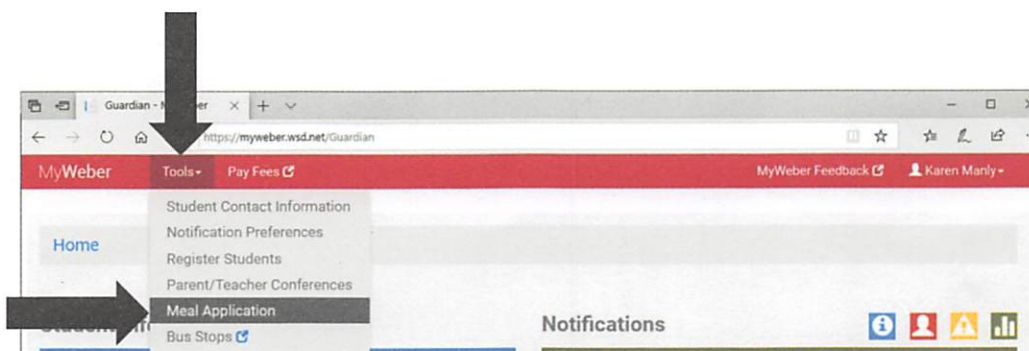 Guardian -
https://myweber.wsd.net/Guardian
MyWeber Tools Pay Fees MyWeber Feedback Karen Manly
Student Contact Information
Notification Preferences
Home
Register Students
Parent/Teacher Conferences
Meal Application
Notifications
Bus Stops